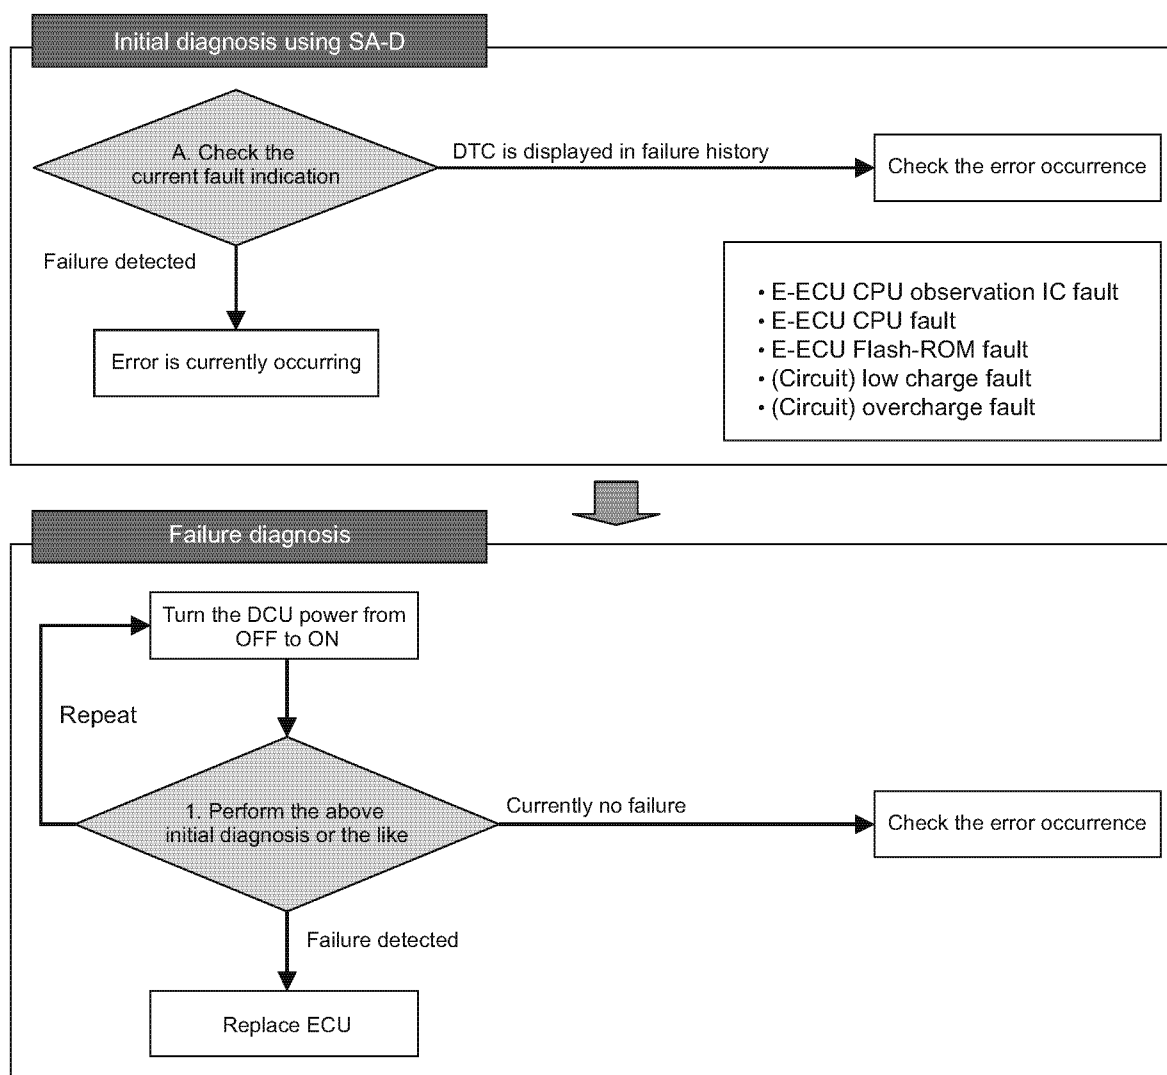 Initial diagnosis using SA-D
A. Check the
current fault indication
DTC is displayed in failure history
Check the error occurrence
Failure detected
Error is currently occurring
• E-ECU CPU observation IC fault
• E-ECU CPU fault
• E-ECU Flash-ROM fault
• (Circuit) low charge fault
• (Circuit) overcharge fault
Failure diagnosis
Turn the DCU power from
OFF to ON
Repeat
1. Perform the above
initial diagnosis or the like
Currently no failure
Check the error occurrence
Failure detected
Replace ECU